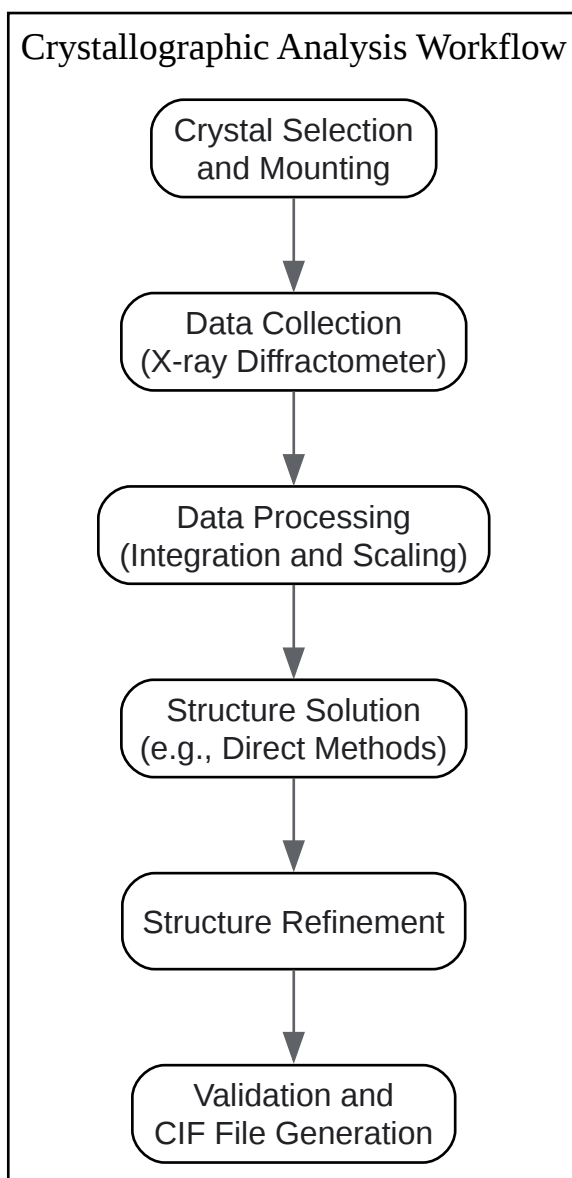 Crystallographic Analysis Workflow
Crystal Selection
and Mounting
Data Collection
(X-ray Diffractometer)
Data Processing
(Integration and Scaling)
Structure Solution
(e.g., Direct Methods)
Structure Refinement
Validation and
CIF File Generation